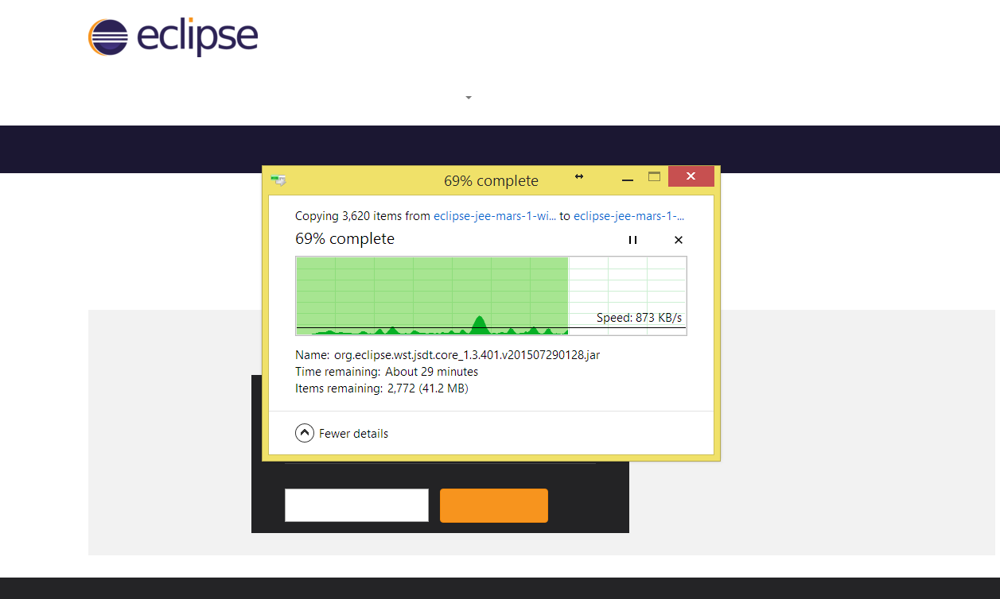 eclipse
69% complete
Copying 3,620 items from eclipse-jee-mars-1-wi... to eclipse-jee-mars-1-...
69% complete
Speed: 873 KB/s
Name: org.eclipse.wst.jsdt.core_1.3.401.v201507290128.jar
Time remaining: About 29 minutes
Items remaining: 2,772 (41.2 MB)
Fewer details